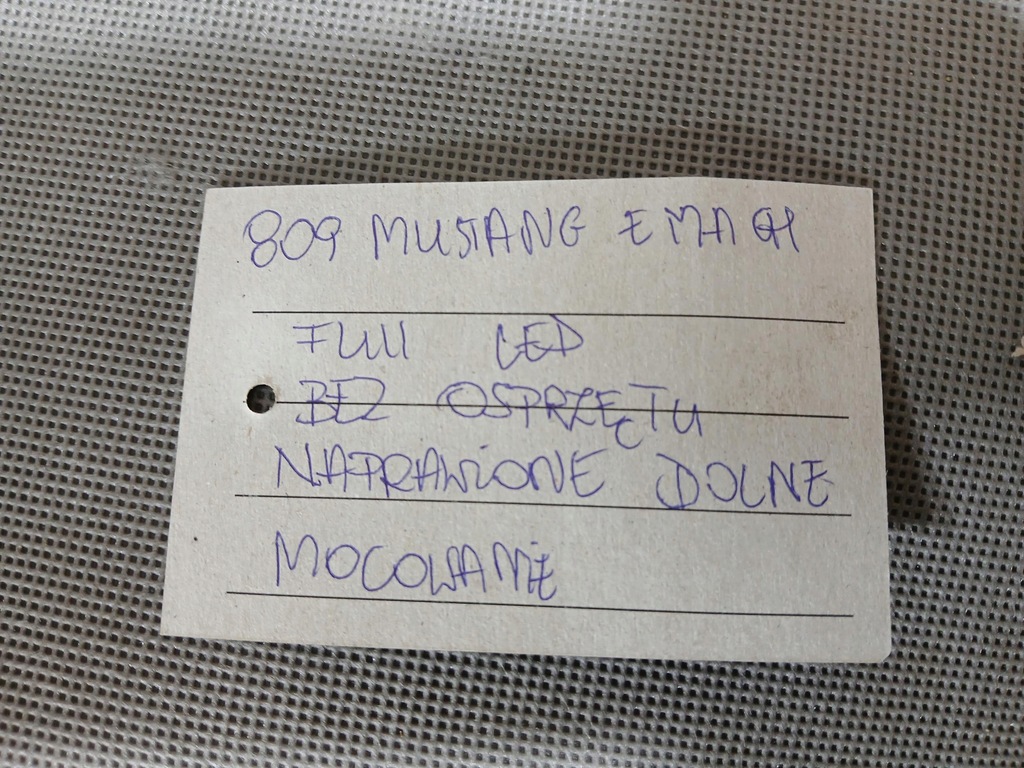 809 MUSTANG E MACH
FULL LED
BEZ OSPRZĘTU
NAPRAWIONE DOLNE
MOCOWANIE